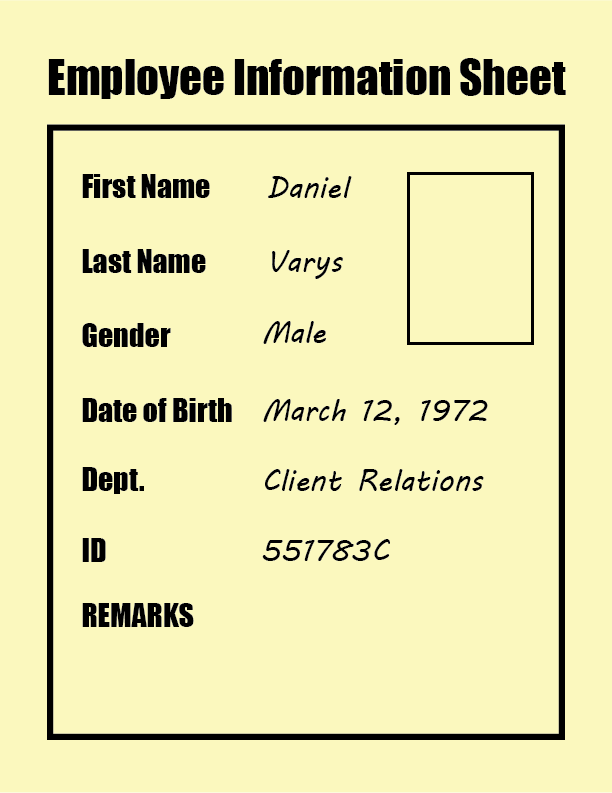 Employee Information Sheet
First Name Daniel
Last Name Varys
Gender Male
Date of Birth March 12, 1972
Dept. Client Relations
ID 551783C
REMARKS